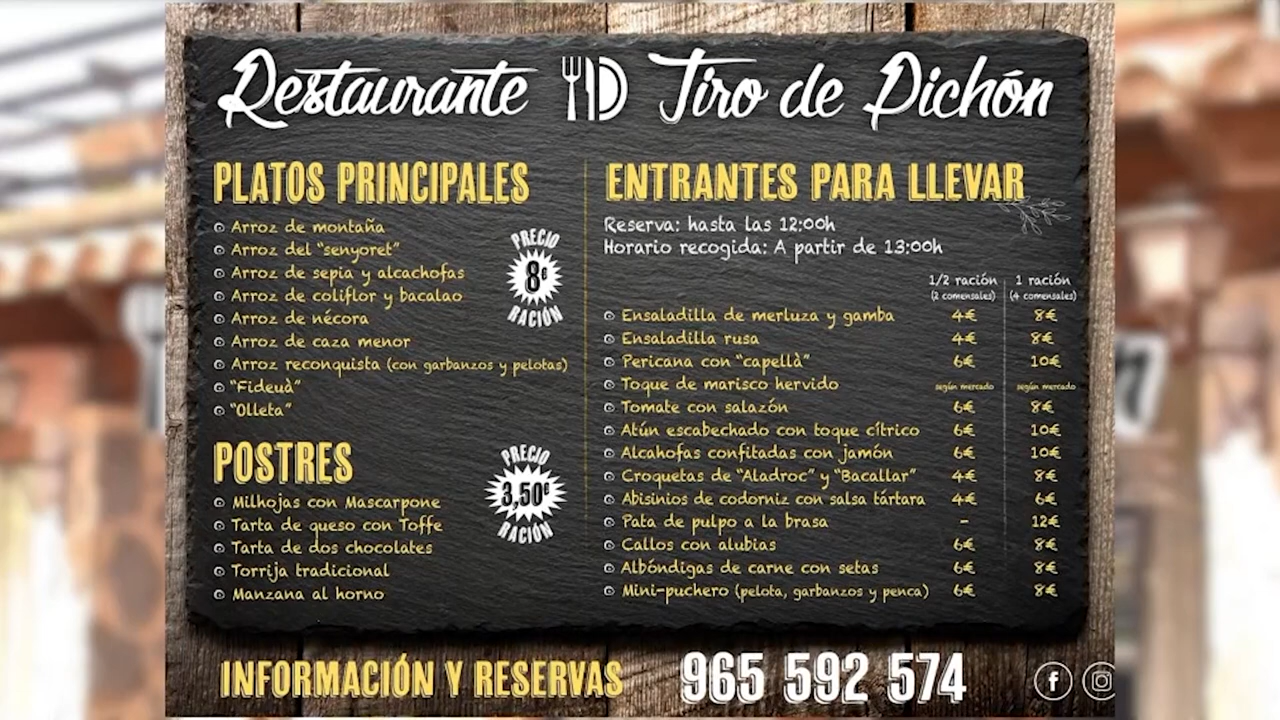 Restaurante Tiro de Pichón
PLATOS PRINCIPALES
Arroz de montaña
Arroz del "senyoret"
Arroz de sepia y alcachofas
Arroz de coliflor y bacalao
Arroz de nécora
Arroz de caza menor
Arroz reconquista (con garbanzos y pelotas)
"Fideuà"
"Olleta"
PRECIO
8€
RACIÓN
POSTRES
Milhojas con Mascarpone
Tarta de queso con Toffe
Tarta de dos chocolates
Torrija tradicional
Manzana al horno
PRECIO
3,50€
RACIÓN
ENTRANTES PARA LLEVAR
Reserva: hasta las 12:00h
Horario recogida: A partir de 13:00h
1/2 ración 1 ración
(2 comensales) (4 comensales)
Ensaladilla de merluza y gamba 4€ 8€
Ensaladilla rusa 4€ 8€
Pericana con "capellà" 6€ 10€
Toque de marisco hervido según mercado según mercado
Tomate con salazón 6€ 8€
Atún escabechado con toque cítrico 6€ 10€
Alcahofas confitadas con jamón 6€ 10€
Croquetas de "Aladroc" y "Bacallar" 4€ 8€
Abisinios de codorniz con salsa tártara 4€ 6€
Pata de pulpo a la brasa - 12€
Callos con alubias 6€ 8€
Albóndigas de carne con setas 6€ 8€
Mini-puchero (pelota, garbanzos y penca) 6€ 8€
INFORMACIÓN Y RESERVAS 965 592 574